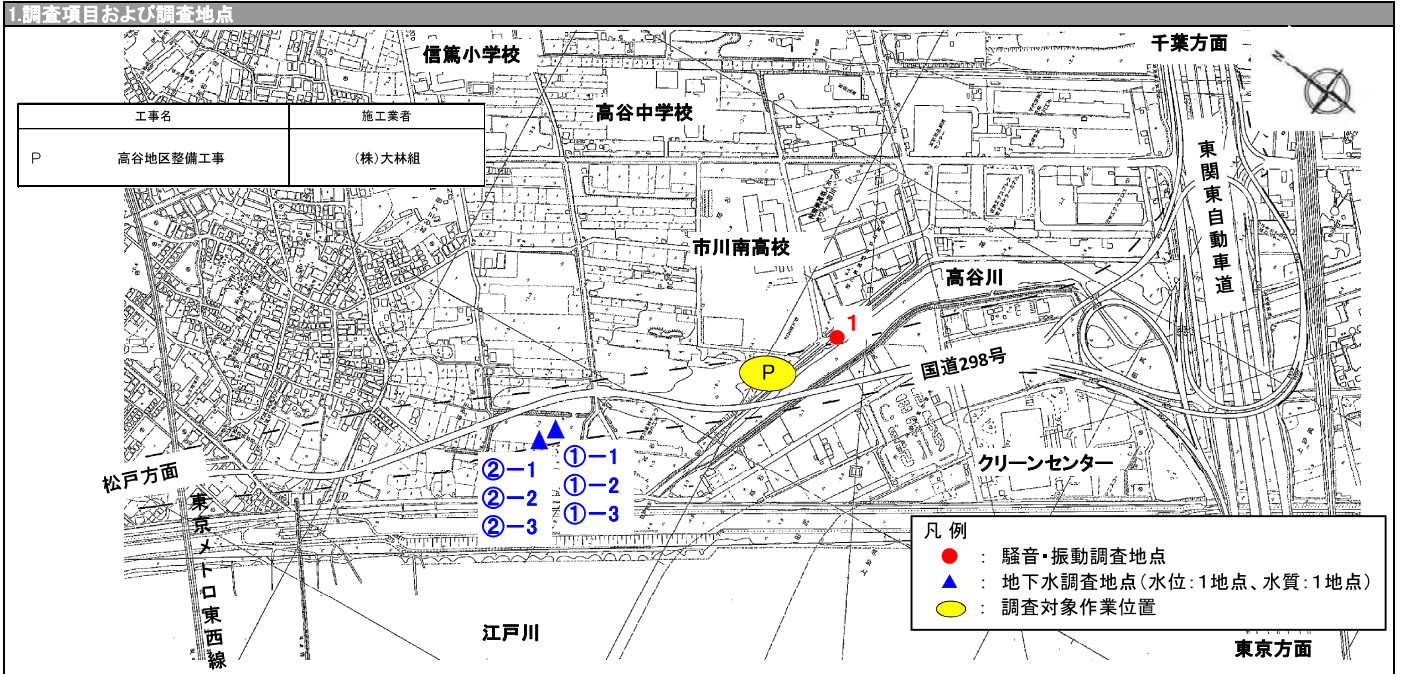 1.調査項目および調査地点
信篤小学校
千葉方面
N
工事名 施工業者
P 高谷地区整備工事 (株)大林組
高谷中学校
東関東自動車道
市川南高校
高谷川
1
P
国道298号
松戸方面
東京メトロ東西線
②-1
②-2
②-3
①-1
①-2
①-3
クリーンセンター
江戸川
凡 例
： 騒音・振動調査地点
： 地下水調査地点(水位：1地点、水質：1地点)
： 調査対象作業位置
東京方面